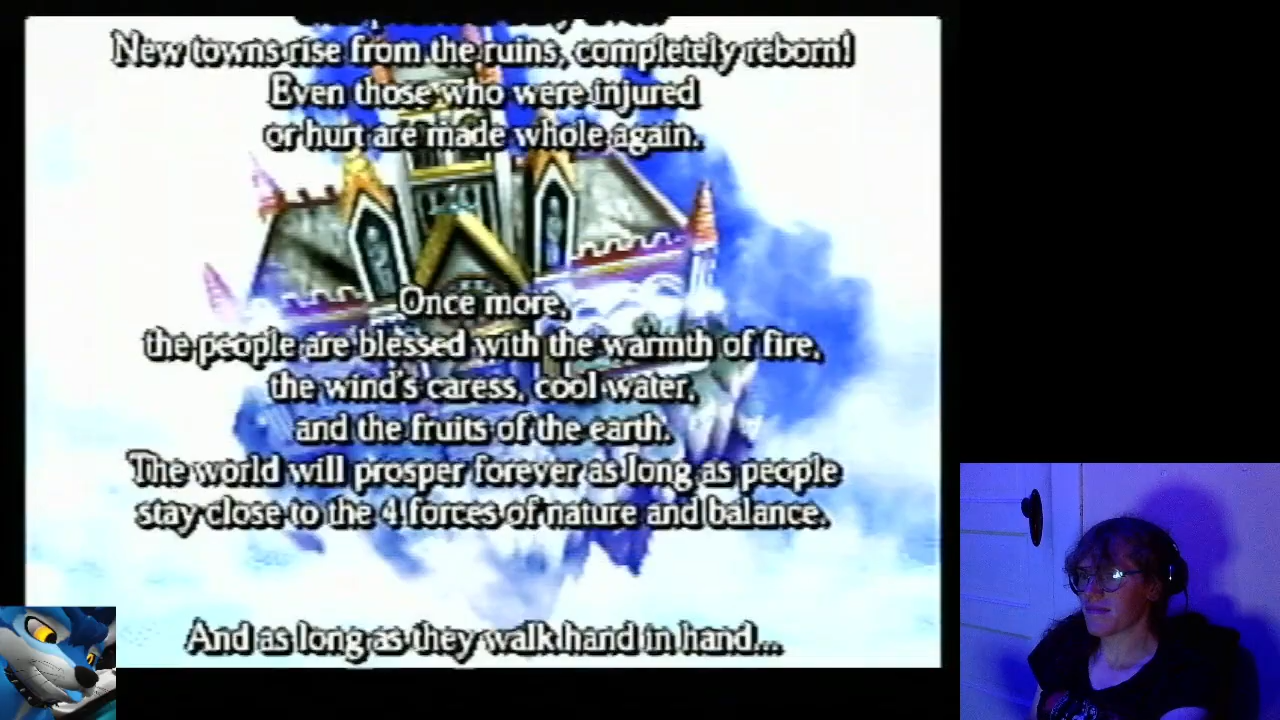 New towns rise from the ruins, completely reborn!
Even those who were injured
or hurt are made whole again.
Once more,
the people are blessed with the warmth of fire,
the wind's caress, cool water,
and the fruits of the earth.
The world will prosper forever as long as people
stay close to the 4 forces of nature and balance.
And as long as they walk hand in hand...